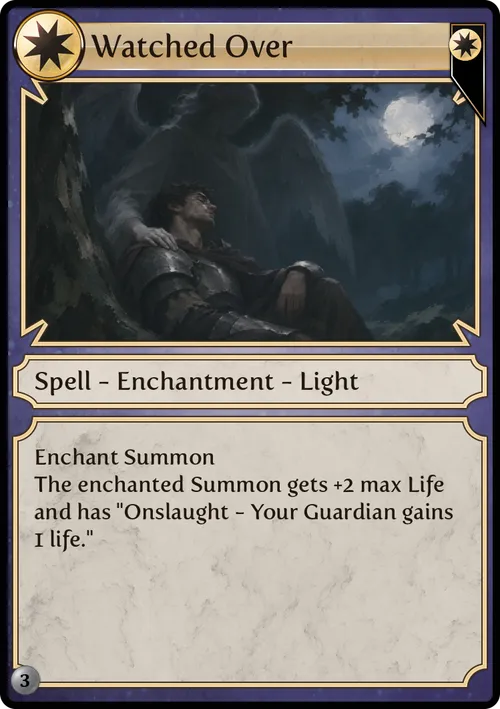 Watched Over
Spell - Enchantment - Light
Enchant Summon
The enchanted Summon gets +2 max Life
and has "Onslaught - Your Guardian gains
1 life."
3